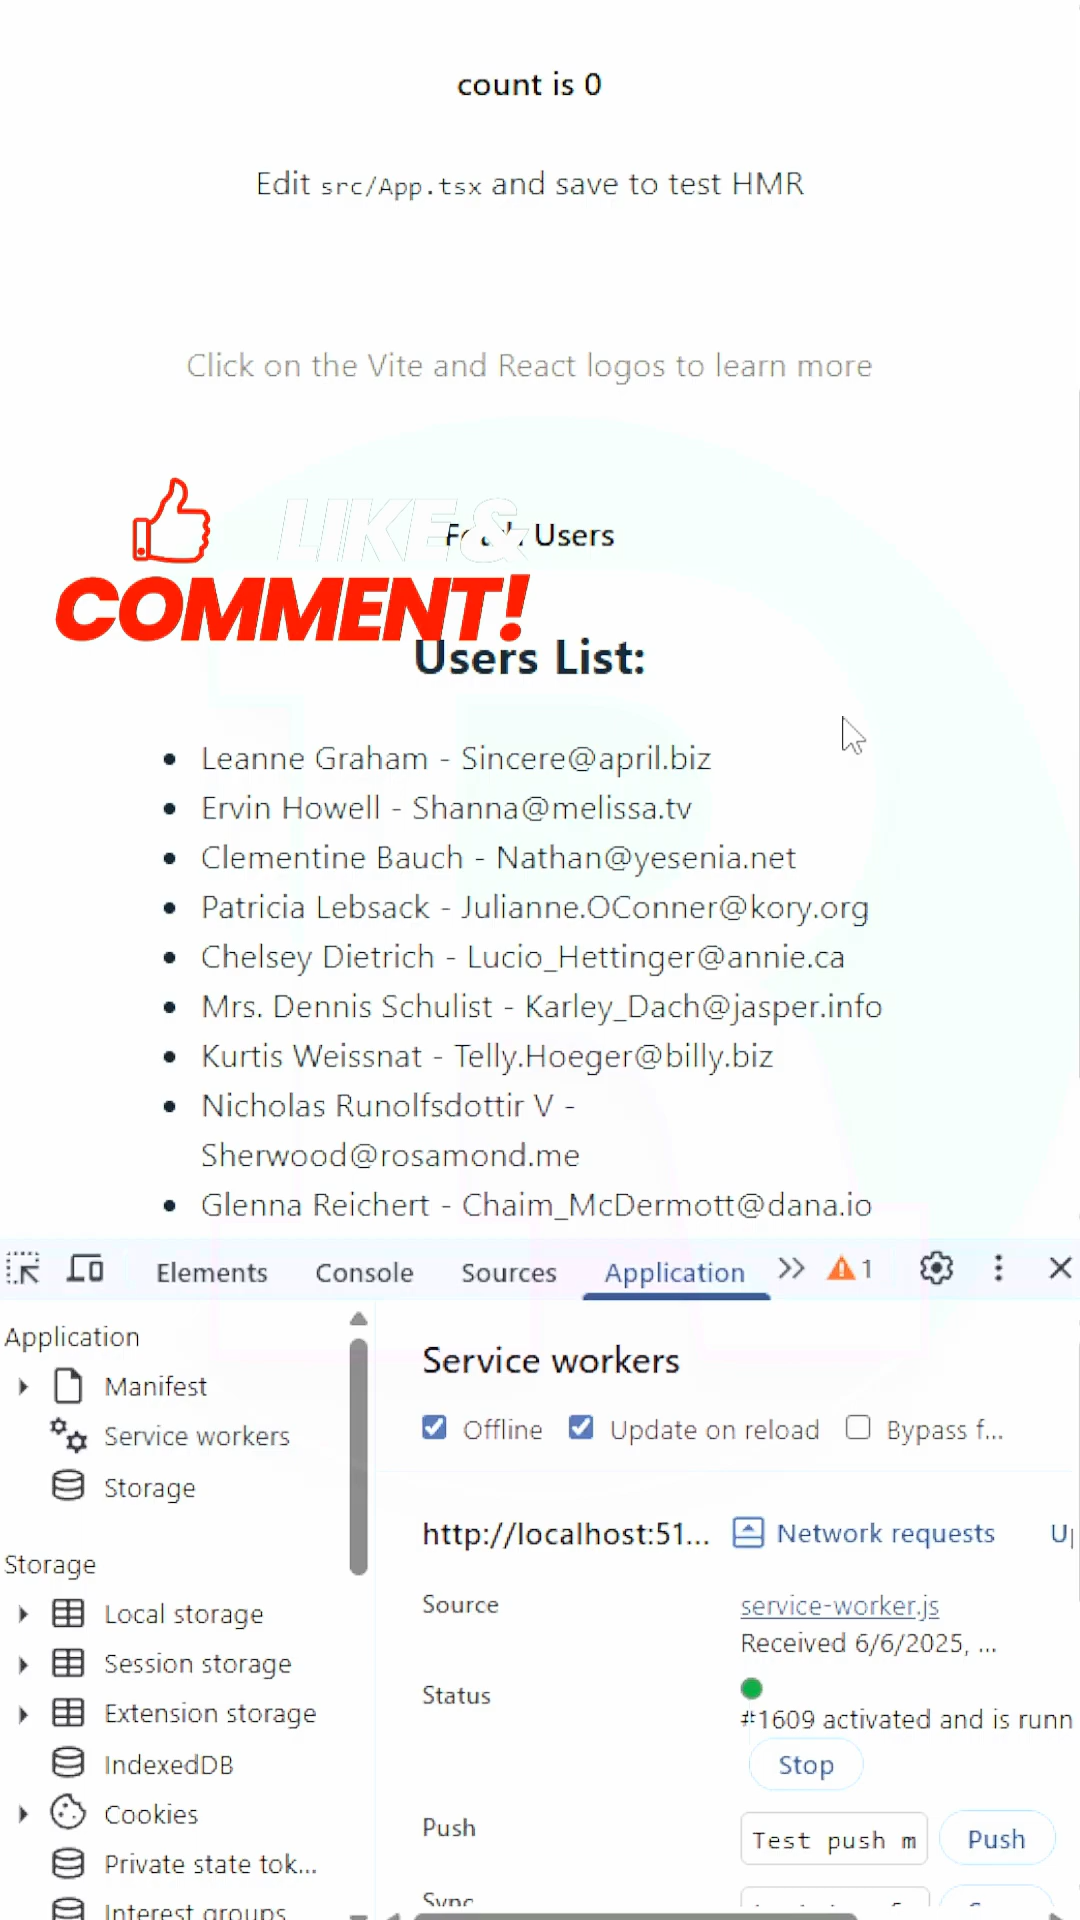 count is 0
Edit src/App.tsx and save to test HMR
Click on the Vite and React logos to learn more
LIKE &
Users
COMMENT!
Users List:
Leanne Graham - Sincere@april.biz
Ervin Howell - Shanna@melissa.tv
Clementine Bauch - Nathan@yesenia.net
Patricia Lebsack - Julianne.OConner@kory.org
Chelsey Dietrich - Lucio_Hettinger@annie.ca
Mrs. Dennis Schulist - Karley_Dach@jasper.info
Kurtis Weissnat - Telly.Hoeger@billy.biz
Nicholas Runolfsdottir V -
Sherwood@rosamond.me
Glenna Reichert - Chaim_McDermott@dana.io
Elements Console Sources Application 1
Application
Manifest
Service workers
Storage
Storage
Local storage
Session storage
Extension storage
IndexedDB
Cookies
Private state tok...
Interest groups
Service workers
Offline Update on reload Bypass f...
http://localhost:51... Network requests
Source service-worker.js
Received 6/6/2025, ...
Status
#1609 activated and is runn
Stop
Push Test push m Push
Sync